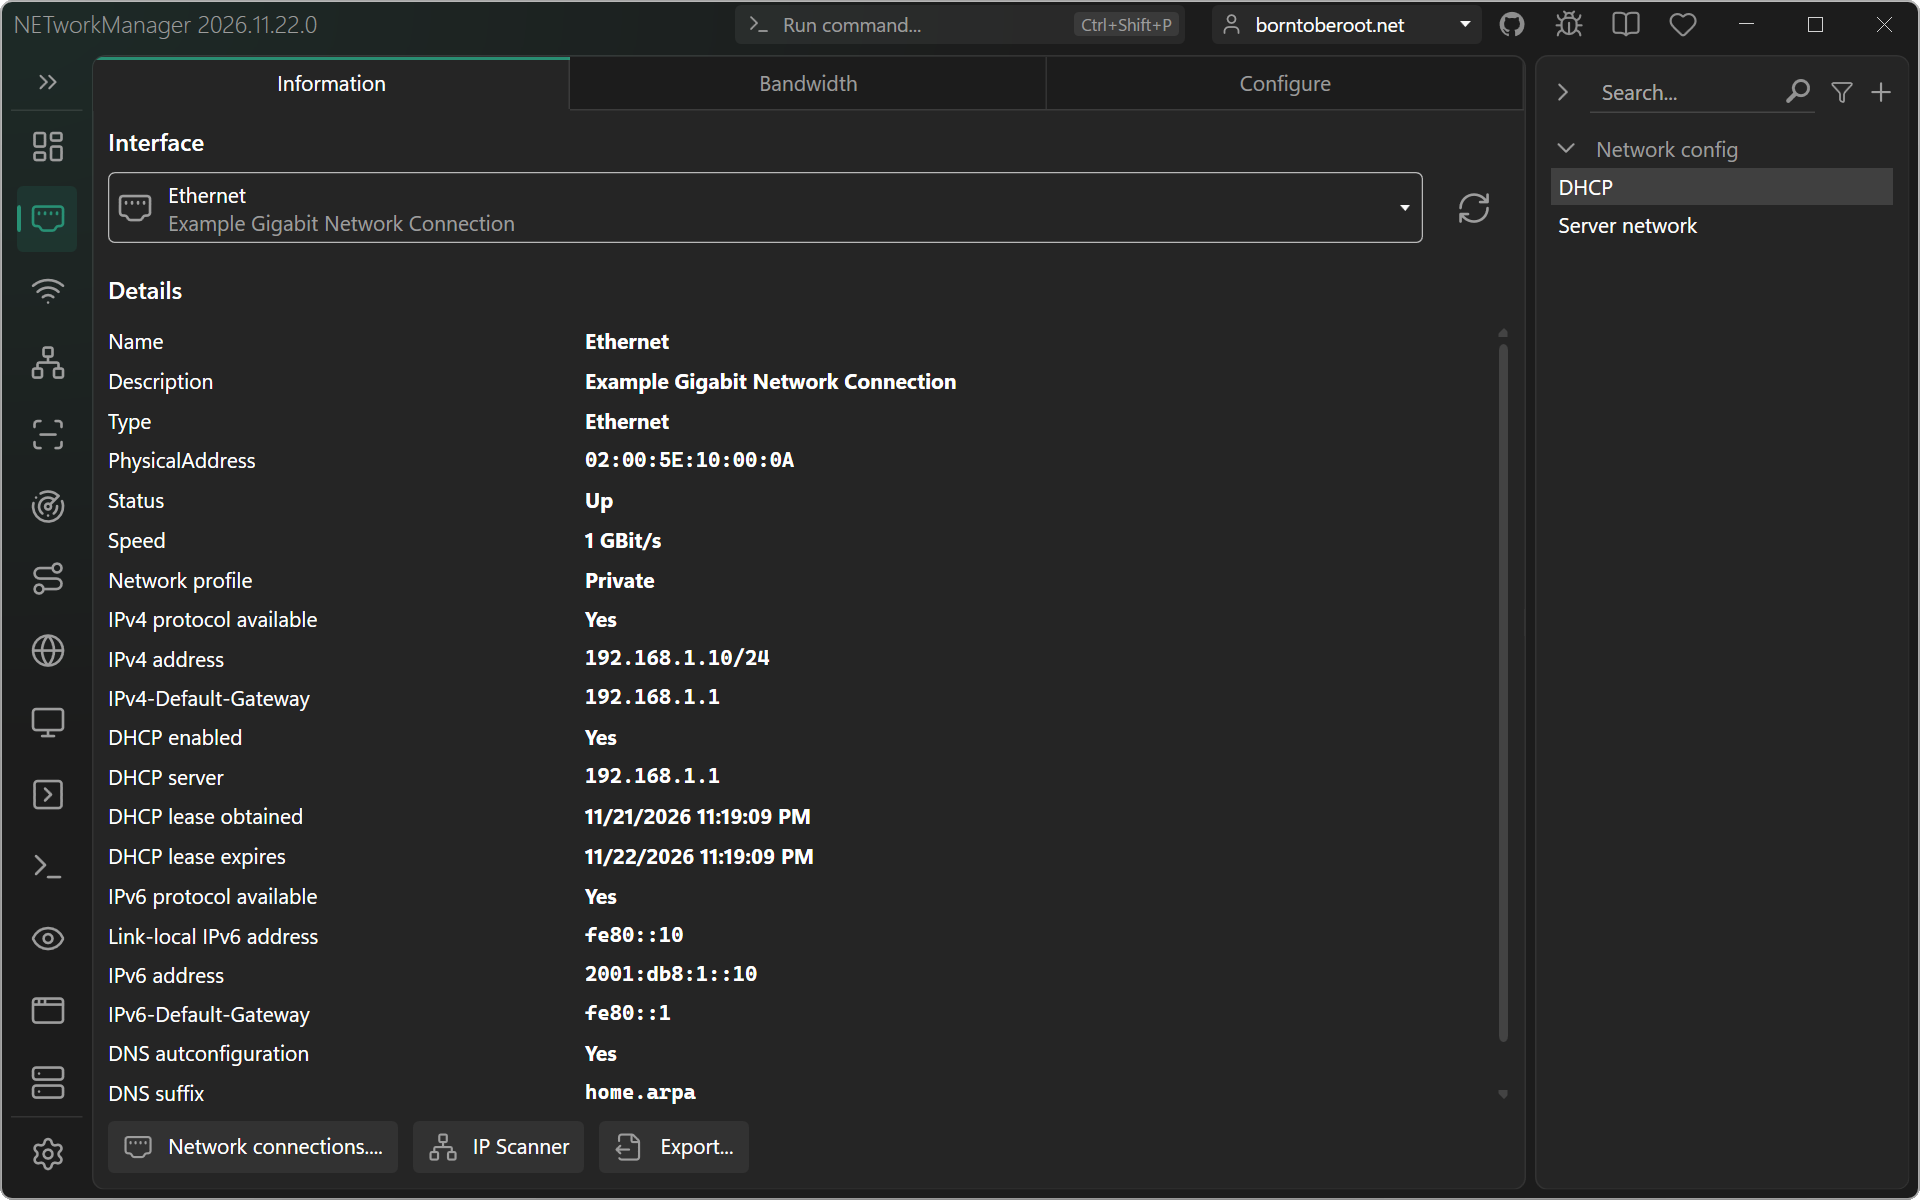 NETworkManager 2026.11.22.0
Run command...
Ctrl+Shift+P
borntoberoot.net
Information
Bandwidth
Configure
Search...
Interface
Ethernet
Example Gigabit Network Connection
Network config
DHCP
Server network
Details
Name Ethernet
Description Example Gigabit Network Connection
Type Ethernet
PhysicalAddress 02:00:5E:10:00:0A
Status Up
Speed 1 GBit/s
Network profile Private
IPv4 protocol available Yes
IPv4 address 192.168.1.10/24
IPv4-Default-Gateway 192.168.1.1
DHCP enabled Yes
DHCP server 192.168.1.1
DHCP lease obtained 11/21/2026 11:19:09 PM
DHCP lease expires 11/22/2026 11:19:09 PM
IPv6 protocol available Yes
Link-local IPv6 address fe80::10
IPv6 address 2001:db8:1::10
IPv6-Default-Gateway fe80::1
DNS autconfiguration Yes
DNS suffix home.arpa
Network connections....
IP Scanner
Export...